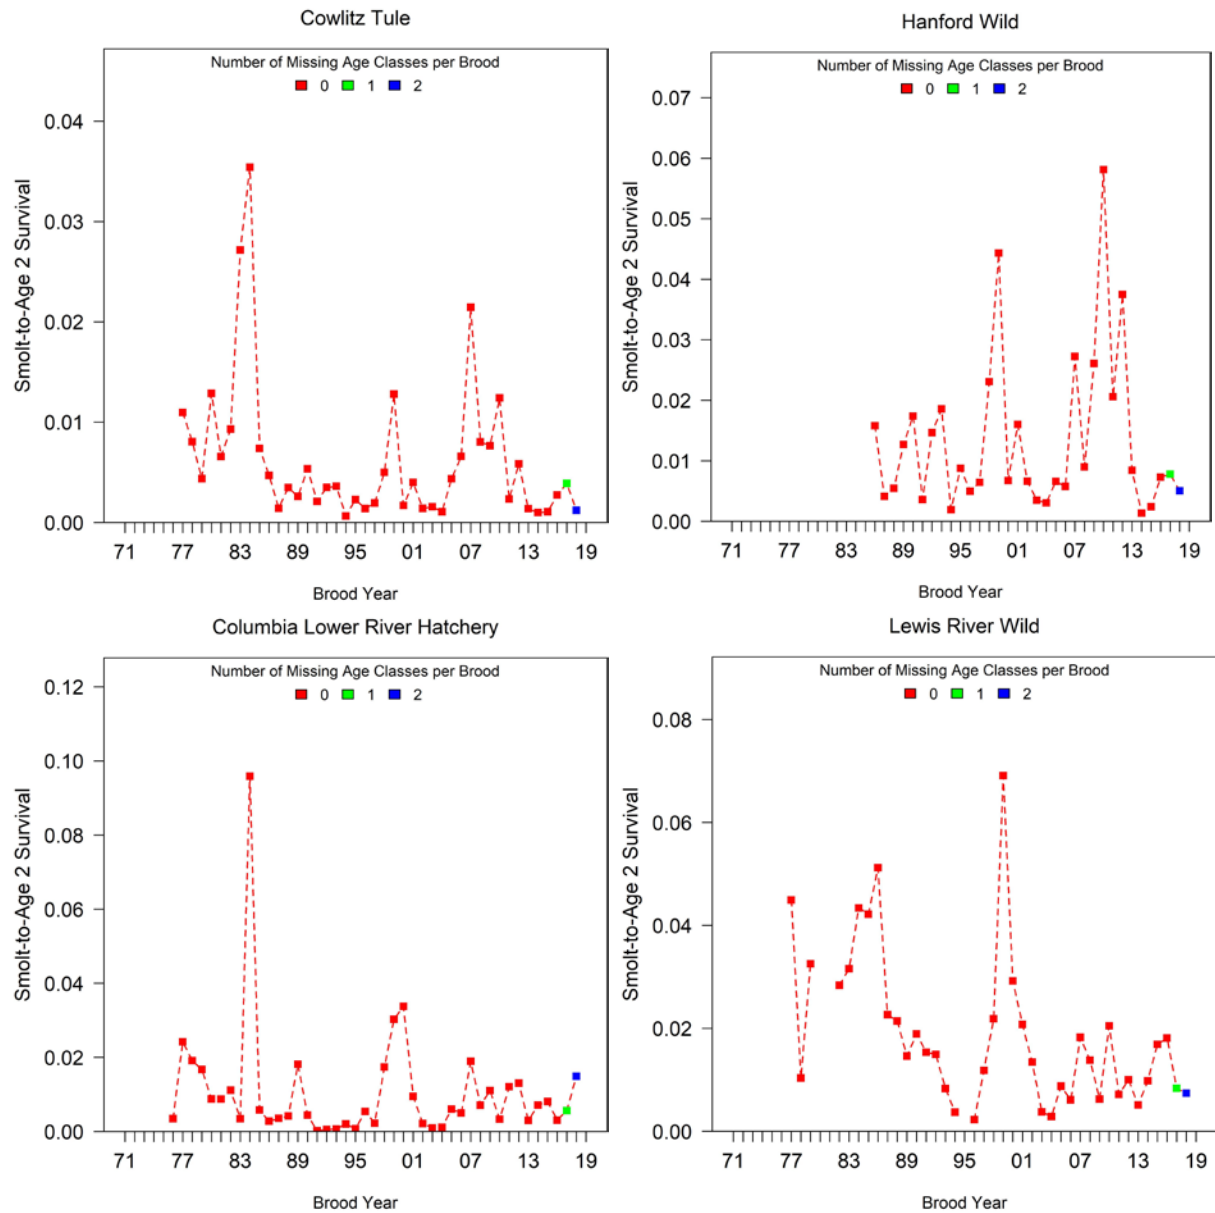 Cowlitz Tule
Number of Missing Age Classes per Brood
0 1 2
Smolt-to-Age 2 Survival
0.04
0.03
0.02
0.01
0.00
71 77 83 89 95 01 07 13 19
Brood Year
Hanford Wild
Number of Missing Age Classes per Brood
0 1 2
Smolt-to-Age 2 Survival
0.07
0.06
0.05
0.04
0.03
0.02
0.01
0.00
71 77 83 89 95 01 07 13 19
Brood Year
Columbia Lower River Hatchery
Number of Missing Age Classes per Brood
0 1 2
Smolt-to-Age 2 Survival
0.12
0.10
0.08
0.06
0.04
0.02
0.00
71 77 83 89 95 01 07 13 19
Brood Year
Lewis River Wild
Number of Missing Age Classes per Brood
0 1 2
Smolt-to-Age 2 Survival
0.08
0.06
0.04
0.02
0.00
71 77 83 89 95 01 07 13 19
Brood Year